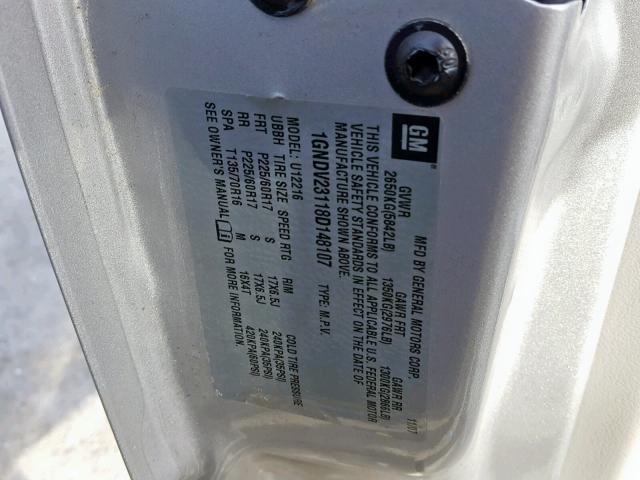 GM
MFD BY GENERAL MOTORS CORP. 11/07
GVWR GAWR FRT GAWR RR
2650KG(5842LB) 1350KG(2976LB) 1300KG(2866LB)
THIS VEHICLE CONFORMS TO ALL APPLICABLE U.S. FEDERAL MOTOR
VEHICLE SAFETY STANDARDS IN EFFECT ON THE DATE OF
MANUFACTURE SHOWN ABOVE.
1GNDV23118D148107 TYPE: M.P.V.
MODEL: U12216
UBBH TIRE SIZE SPEED RTG RIM COLD TIRE PRESSURE
FRT P225/60R17 S 17X6.5J 240KPA(35PSI)
RR P225/60R17 S 17X6.5J 240KPA(35PSI)
SPA T135/70R16 M 16X4T 420KPA(60PSI)
SEE OWNER'S MANUAL FOR MORE INFORMATION.